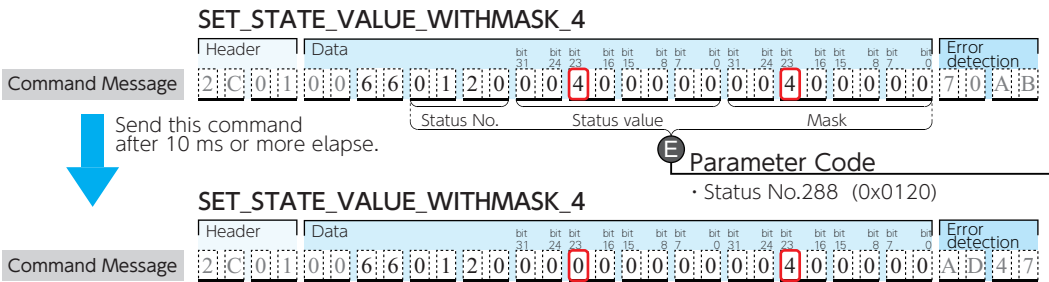 SET_STATE_VALUE_WITHMASK_4
Header Data Error detection
bit 31 bit 24 bit 23 bit 16 bit 15 bit 8 bit 7 bit 0 bit 31 bit 24 bit 23 bit 16 bit 15 bit 8 bit 7 bit 0
Command Message 2 C 0 1 0 0 6 6 0 1 2 0 0 0 4 0 0 0 0 0 0 0 4 0 0 0 0 0 7 0 A B
Status No. Status value Mask
Send this command
after 10 ms or more elapse.
E Parameter Code
・Status No.288 (0x0120)
SET_STATE_VALUE_WITHMASK_4
Header Data Error detection
bit 31 bit 24 bit 23 bit 16 bit 15 bit 8 bit 7 bit 0 bit 31 bit 24 bit 23 bit 16 bit 15 bit 8 bit 7 bit 0
Command Message 2 C 0 1 0 0 6 6 0 1 2 0 0 0 0 0 0 0 0 0 0 0 4 0 0 0 0 0 A D 4 7